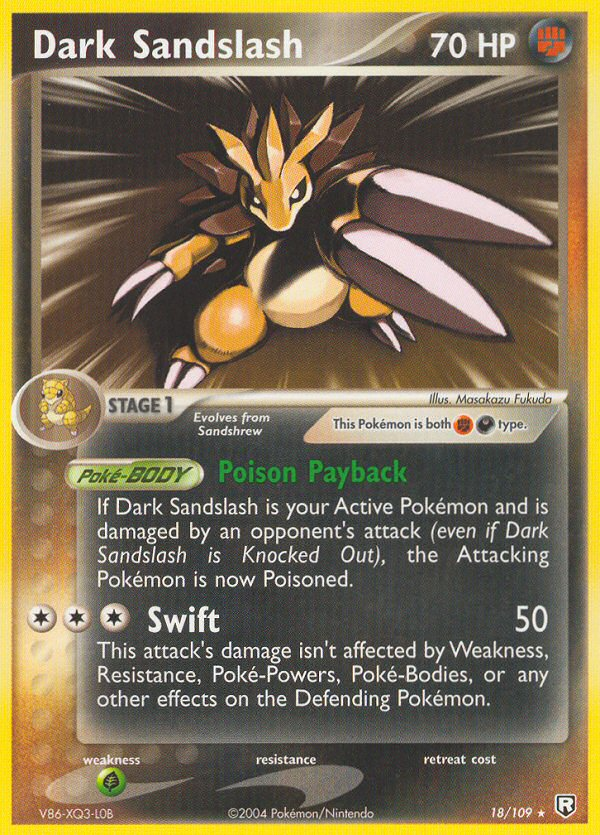 Dark Sandslash
70 HP
Illus. Masakazu Fukuda
STAGE 1
Evolves from
Sandshrew
This Pokémon is both type.
Poké-BODY Poison Payback
If Dark Sandslash is your Active Pokémon and is
damaged by an opponent's attack (even if Dark
Sandslash is Knocked Out), the Attacking
Pokémon is now Poisoned.
Swift 50
This attack's damage isn't affected by Weakness,
Resistance, Poké-Powers, Poké-Bodies, or any
other effects on the Defending Pokémon.
weakness resistance retreat cost
V86-XQ3-L0B ©2004 Pokémon/Nintendo 18/109 ★ R